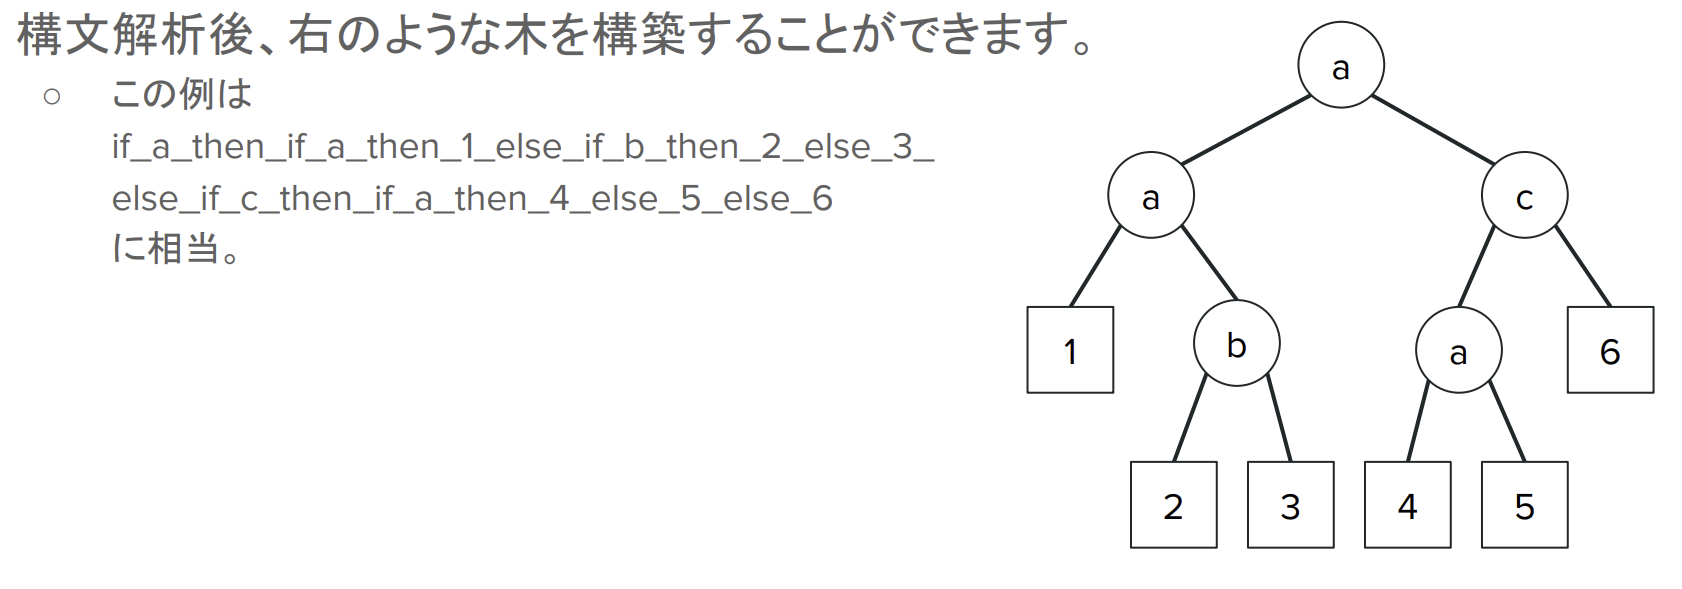 構文解析後、右のような木を構築することができます。
○ この例は
if_a_then_if_a_then_1_else_if_b_then_2_else_3_
else_if_c_then_if_a_then_4_else_5_else_6
に相当。
a
a
c
1
b
a
6
2
3
4
5